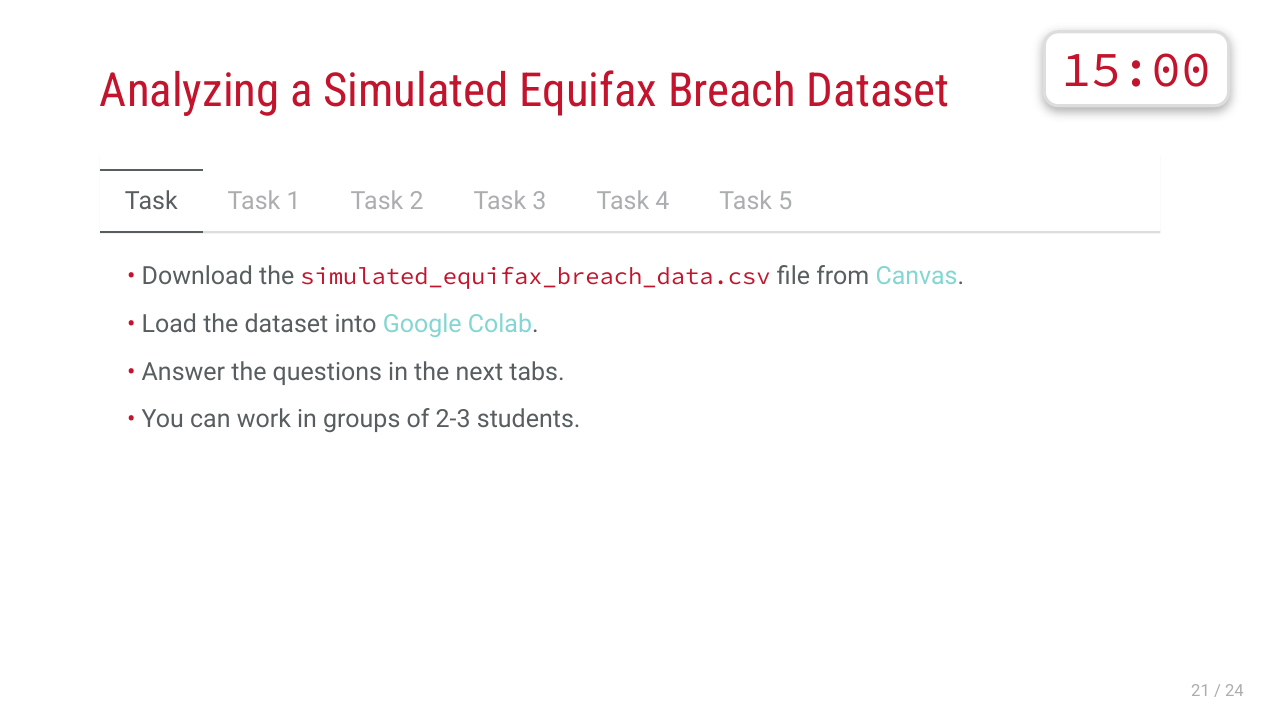 15:00
Analyzing a Simulated Equifax Breach Dataset
Task Task 1 Task 2 Task 3 Task 4 Task 5
• Download the simulated_equifax_breach_data.csv file from Canvas.
• Load the dataset into Google Colab.
• Answer the questions in the next tabs.
• You can work in groups of 2-3 students.
21 / 24